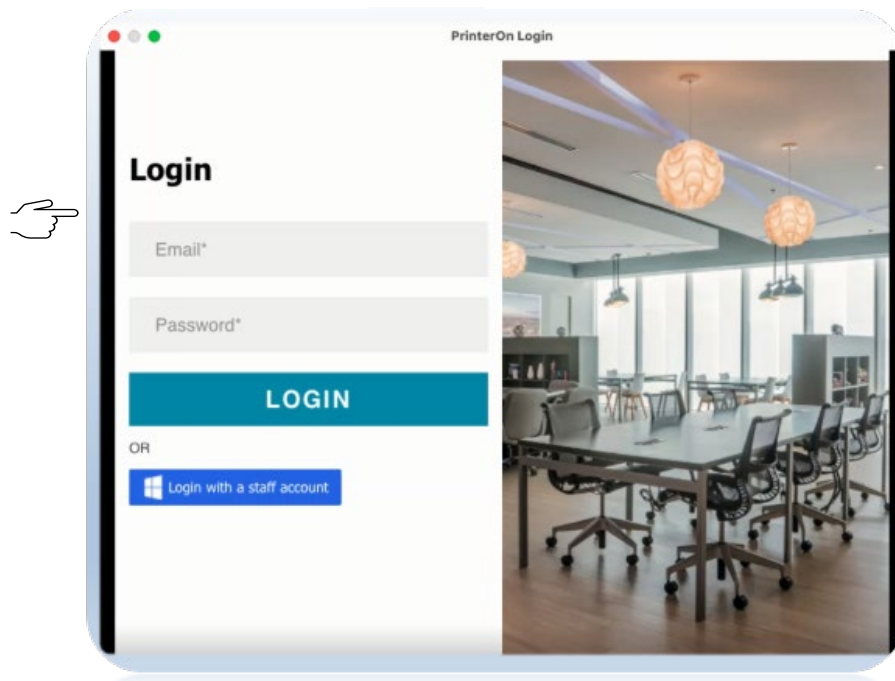 PrinterOn Login
Login
Email*
Password*
LOGIN
OR
Login with a staff account